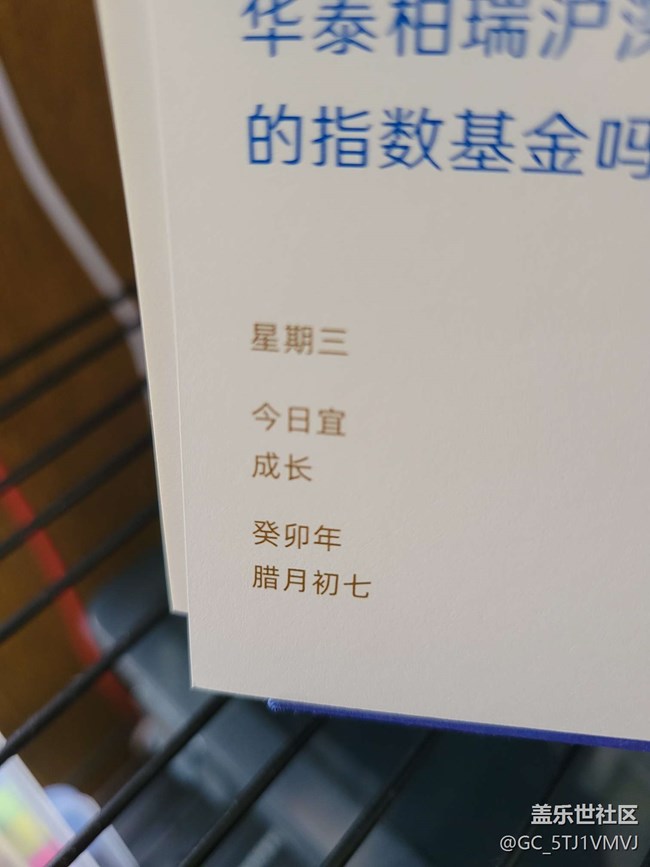 华泰柏瑞沪
的指数基金吗
星期三
今日宜
成长
癸卯年
腊月初七
盖乐世社区
@GC_5TJ1VMVJ